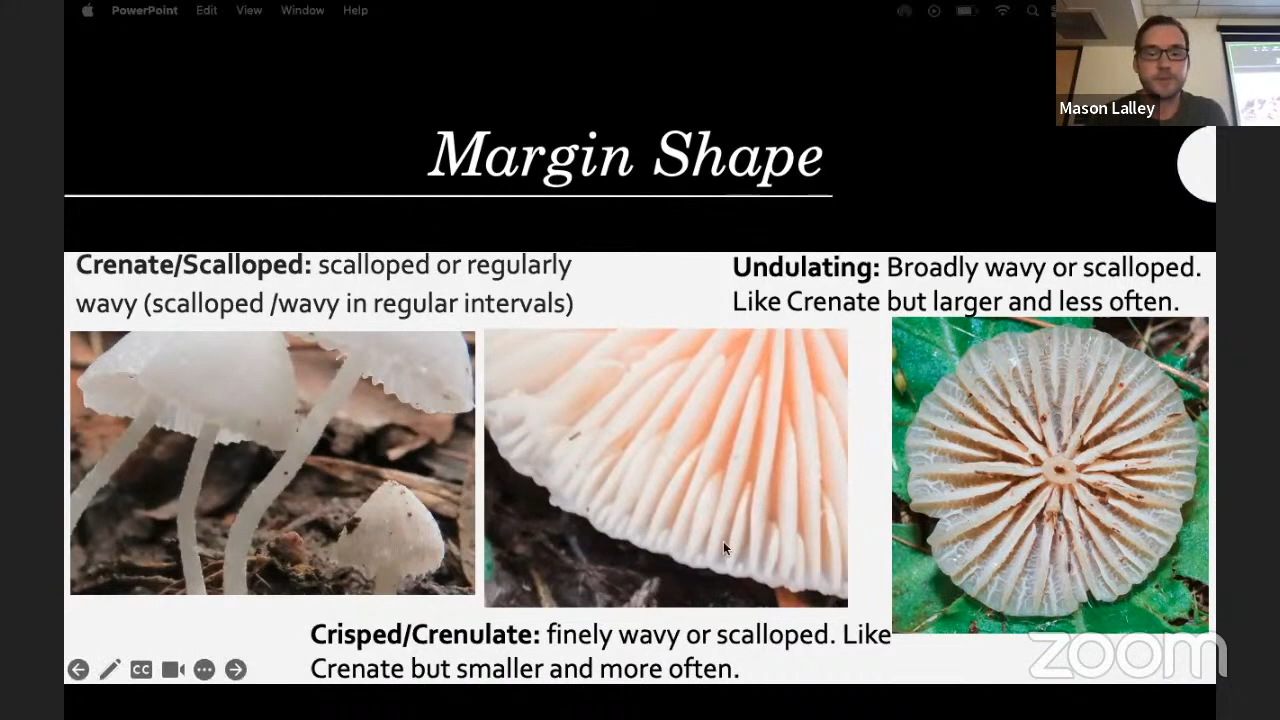 PowerPoint Edit View Window Help
Mason Lalley
Margin Shape
Crenate/Scalloped: scalloped or regularly
wavy (scalloped /wavy in regular intervals)
Undulating: Broadly wavy or scalloped.
Like Crenate but larger and less often.
Crisped/Crenulate: finely wavy or scalloped. Like
Crenate but smaller and more often.
CC
zoom